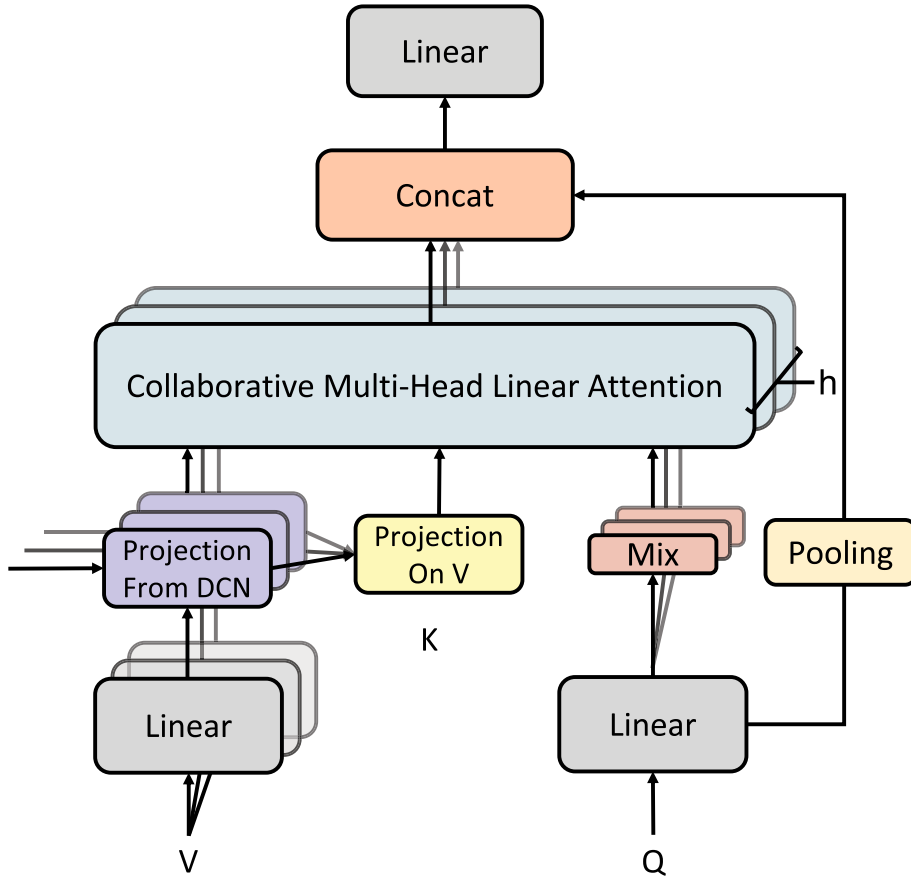 Linear
Concat
Collaborative Multi-Head Linear Attention
h
Projection
From DCN
Projection
On V
Mix
Pooling
K
Linear
Linear
V
Q